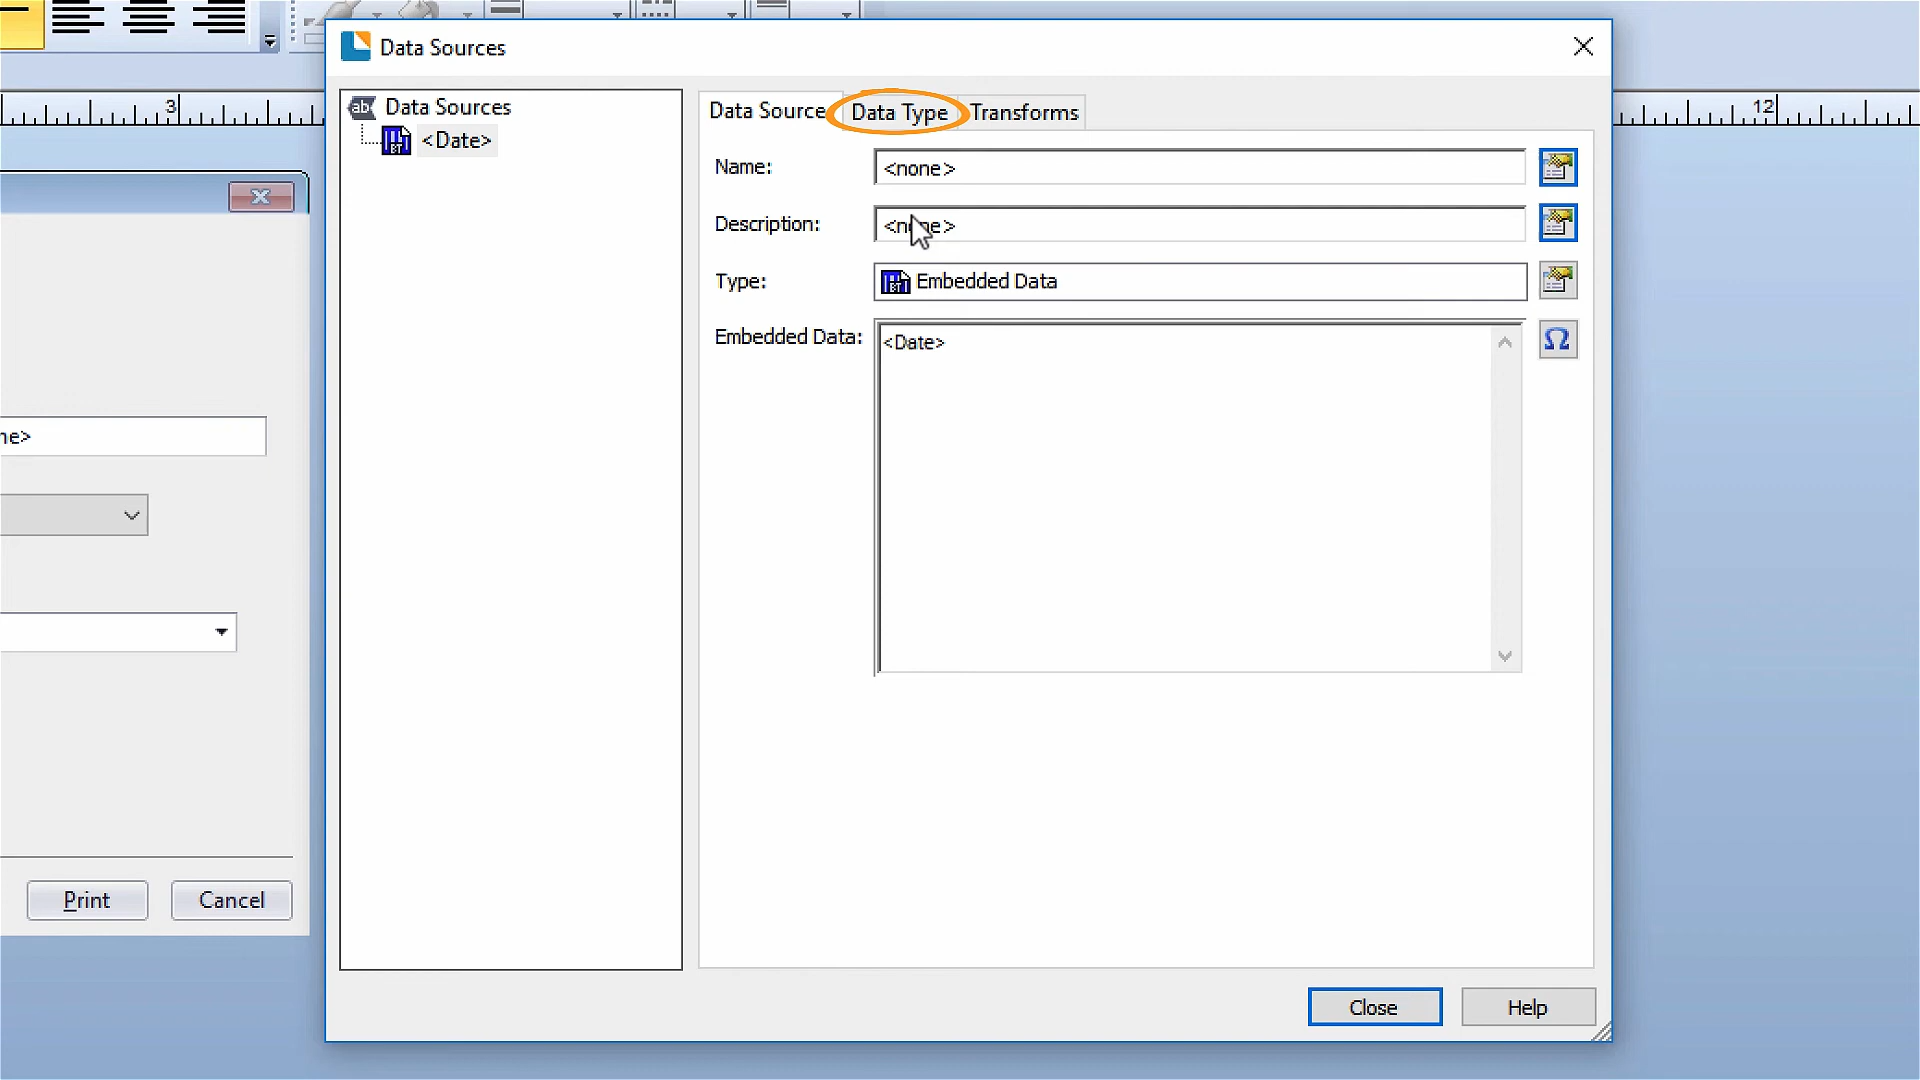 Data Sources
3
12
Data Sources
<Date>
Data Source
Data Type
Transforms
Name:
<none>
Description:
<none>
Type:
Embedded Data
Embedded Data:
<Date>
Ω
ne>
Print
Cancel
Close
Help